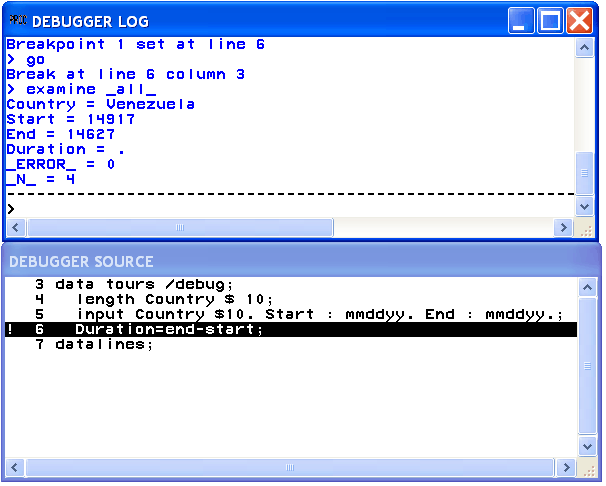 DEBUGGER LOG
Breakpoint 1 set at line 6
> go
Break at line 6 column 3
> examine _all_
Country = Venezuela
Start = 14917
End = 14627
Duration = .
_ERROR_ = 0
_N_ = 4
>
DEBUGGER SOURCE
3 data tours /debug;
4 length Country $ 10;
5 input Country $10. Start : mmddyy. End : mmddyy.;
! 6 Duration=end-start;
7 datalines;